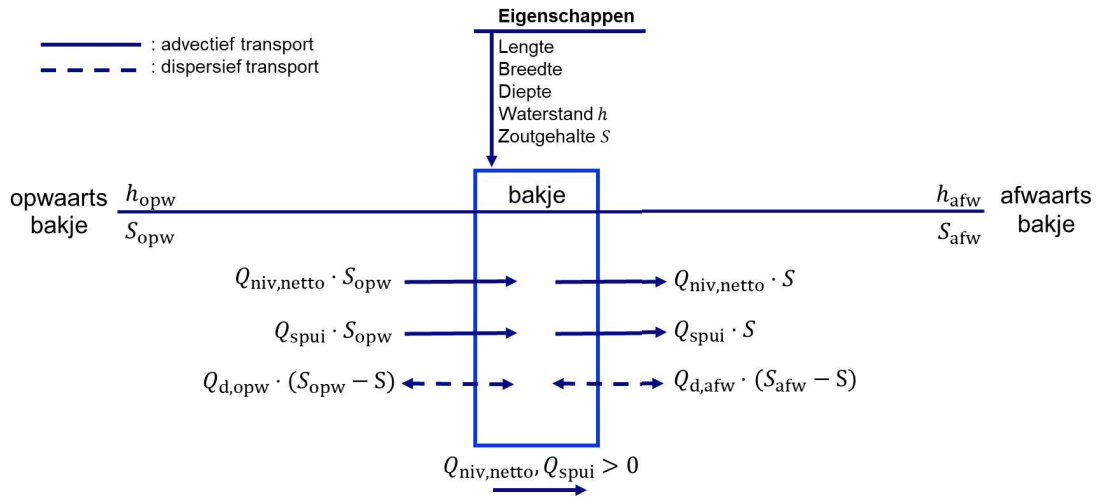 Eigenschappen
: advectief transport
: dispersief transport
Lengte
Breedte
Diepte
Waterstand h
Zoutgehalte S
opwaarts
bakje
h_opw
S_opw
bakje
h_afw
S_afw
afwaarts
bakje
Q_niv,netto · S_opw
Q_niv,netto · S
Q_spui · S_opw
Q_spui · S
Q_d,opw · (S_opw − S)
Q_d,afw · (S_afw − S)
Q_niv,netto, Q_spui > 0